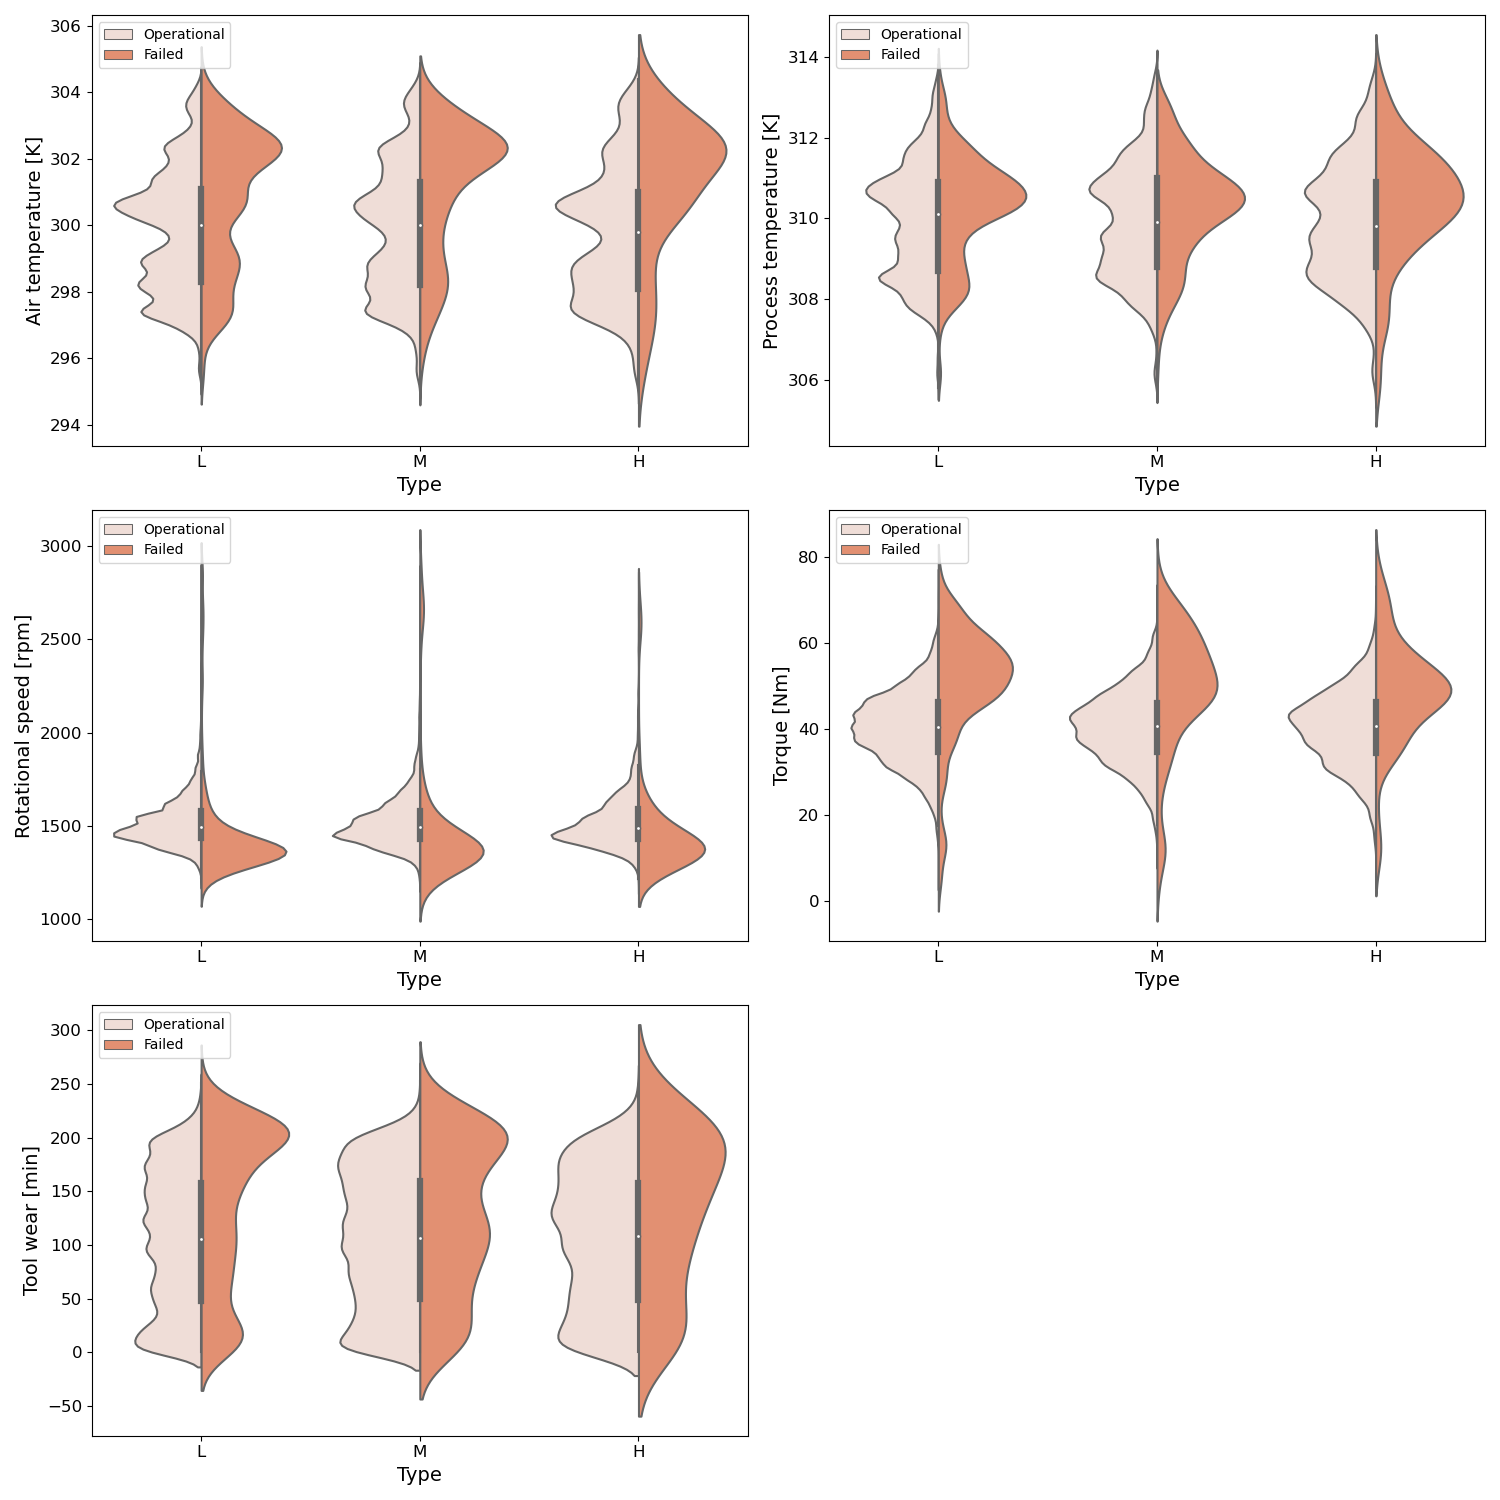 Operational
Failed
306
304
302
300
298
296
294
Air temperature [K]
L M H
Type
Operational
Failed
314
312
310
308
306
Process temperature [K]
L M H
Type
Operational
Failed
3000
2500
2000
1500
1000
Rotational speed [rpm]
L M H
Type
Operational
Failed
80
60
40
20
0
Torque [Nm]
L M H
Type
Operational
Failed
300
250
200
150
100
50
0
−50
Tool wear [min]
L M H
Type